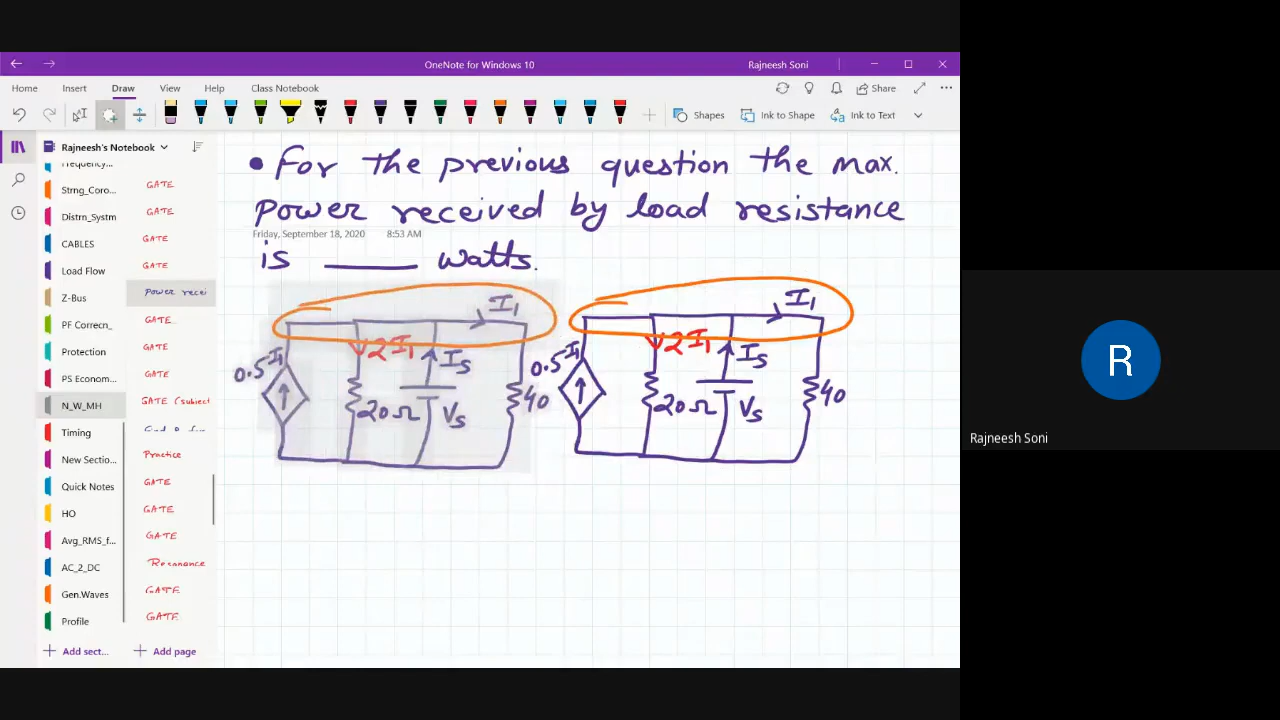 OneNote for Windows 10
Rajneesh Soni
Home Insert Draw View Help Class Notebook
Share
Shapes Ink to Shape Ink to Text
Rajneesh's Notebook
Frequency...
Strng_Coro...
Distrn_Systm
CABLES
Load Flow
Z-Bus
PF Correcn_
Protection
PS Econom...
N_W_MH
Timing
New Sectio...
Quick Notes
HO
Avg_RMS_f...
AC_2_DC
Gen.Waves
Profile
Add sect...
GATE
GATE
GATE
GATE
Power recei
GATE
GATE
GATE
GATE (subject
Practice
GATE
GATE
GATE
Resonance
GATE
GATE
Add page
• For the previous question the max.
Power received by load resistance
Friday, September 18, 2020 8:53 AM
is ____ watts.
I1
2I1
Is
0.5I1
20Ω
Vs
40
I1
2I1
Is
0.5I1
20Ω
Vs
40
R
Rajneesh Soni